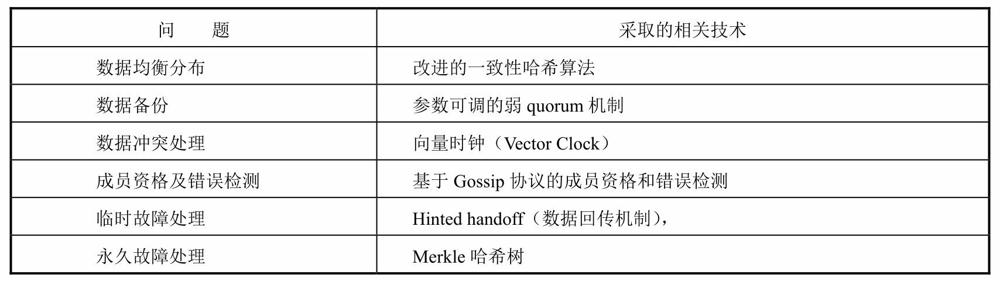 问 题 采取的相关技术
数据均衡分布 改进的一致性哈希算法
数据备份 参数可调的弱 quorum 机制
数据冲突处理 向量时钟（Vector Clock）
成员资格及错误检测 基于 Gossip 协议的成员资格和错误检测
临时故障处理 Hinted handoff（数据回传机制），
永久故障处理 Merkle 哈希树